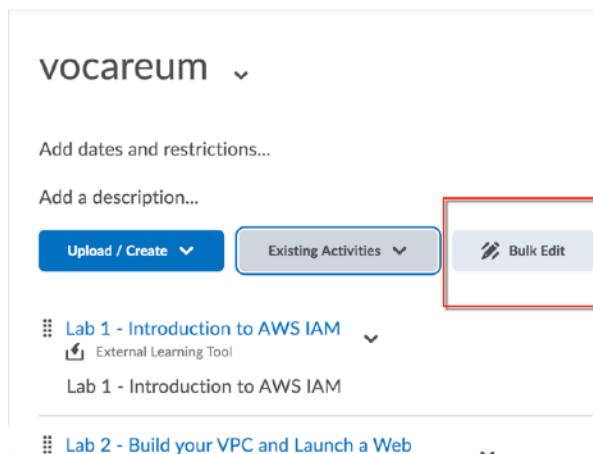 vocareum
Add dates and restrictions...
Add a description...
Upload / Create
Existing Activities
Bulk Edit
Lab 1 - Introduction to AWS IAM
External Learning Tool
Lab 1 - Introduction to AWS IAM
Lab 2 - Build your VPC and Launch a Web